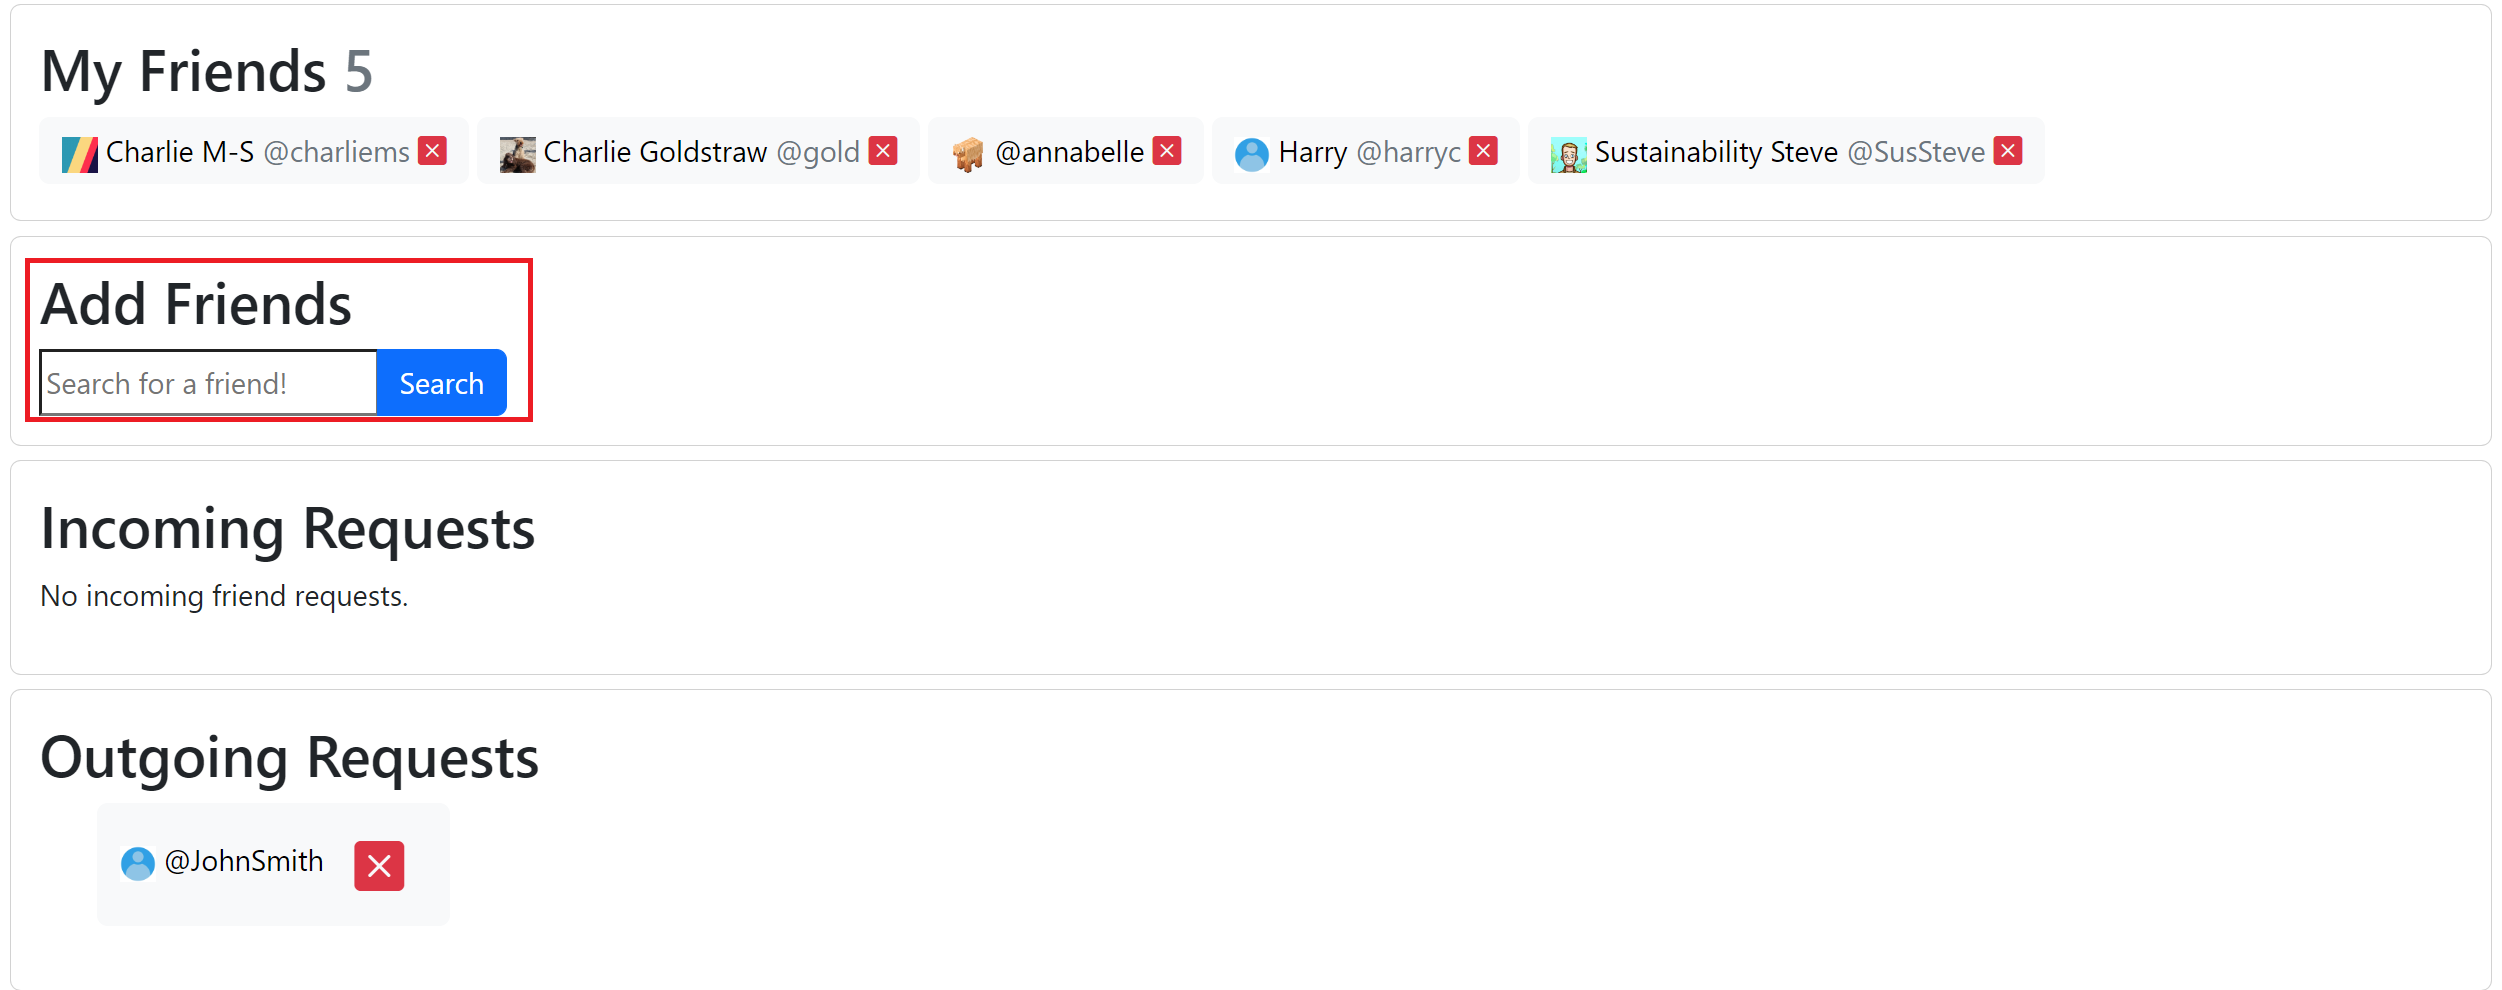 My Friends 5
Charlie M-S @charliems Charlie Goldstraw @gold @annabelle Harry @harryc Sustainability Steve @SusSteve
Add Friends
Search for a friend! Search
Incoming Requests
No incoming friend requests.
Outgoing Requests
@JohnSmith